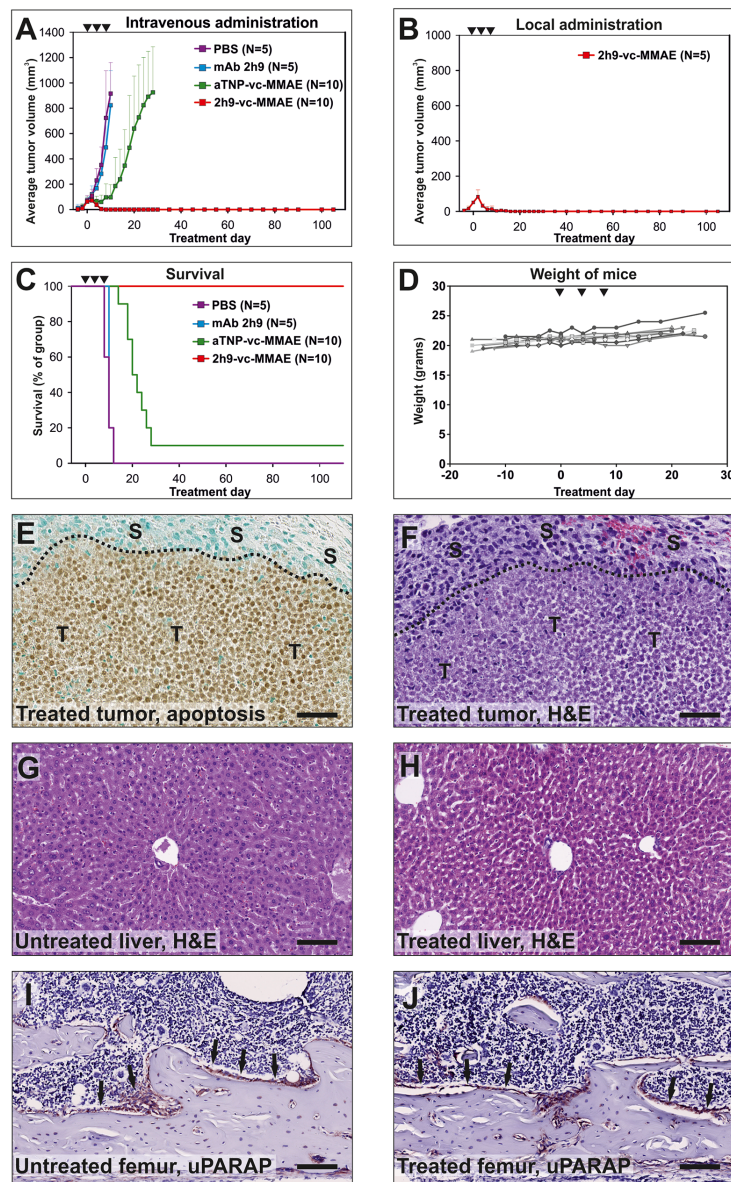 A
Intravenous administration
Average tumor volume (mm³)
1400
1200
1000
800
600
400
200
0
PBS (N=5)
mAb 2h9 (N=5)
aTNP-vc-MMAE (N=10)
2h9-vc-MMAE (N=10)
0 20 40 60 80 100
Treatment day
B
Local administration
Average tumor volume (mm³)
1000
800
600
400
200
0
2h9-vc-MMAE (N=5)
0 20 40 60 80 100
Treatment day
C
Survival
Survival (% of group)
100
80
60
40
20
0
PBS (N=5)
mAb 2h9 (N=5)
aTNP-vc-MMAE (N=10)
2h9-vc-MMAE (N=10)
0 20 40 60 80 100
Treatment day
D
Weight of mice
Weight (grams)
30
25
20
15
10
5
0
-20 -10 0 10 20 30
Treatment day
E
S S S
T T T
Treated tumor, apoptosis
F
S S S
T T T
Treated tumor, H&E
G
Untreated liver, H&E
H
Treated liver, H&E
I
Untreated femur, uPARAP
J
Treated femur, uPARAP